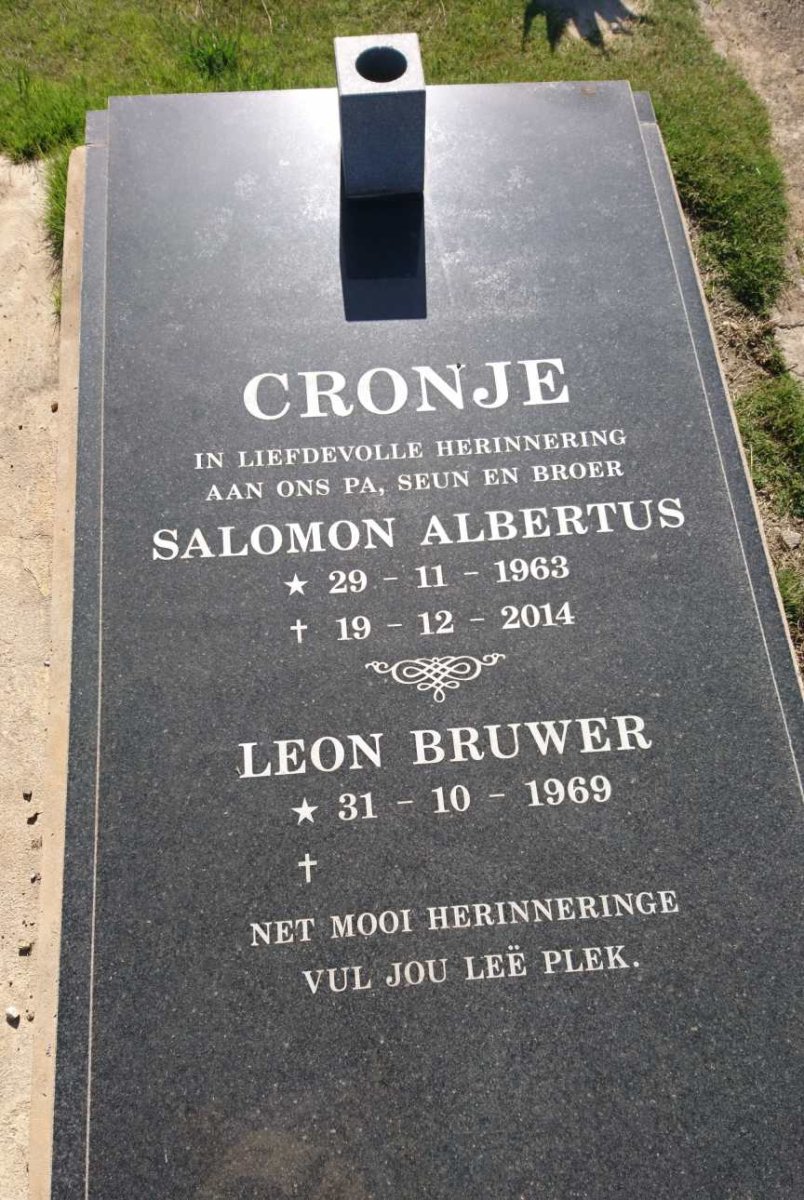 CRONJE
IN LIEFDEVOLLE HERINNERING
AAN ONS PA, SEUN EN BROER
SALOMON ALBERTUS
★ 29 - 11 - 1963
✝ 19 - 12 - 2014
LEON BRUWER
★ 31 - 10 - 1969
✝
NET MOOI HERINNERINGE
VUL JOU LEË PLEK.